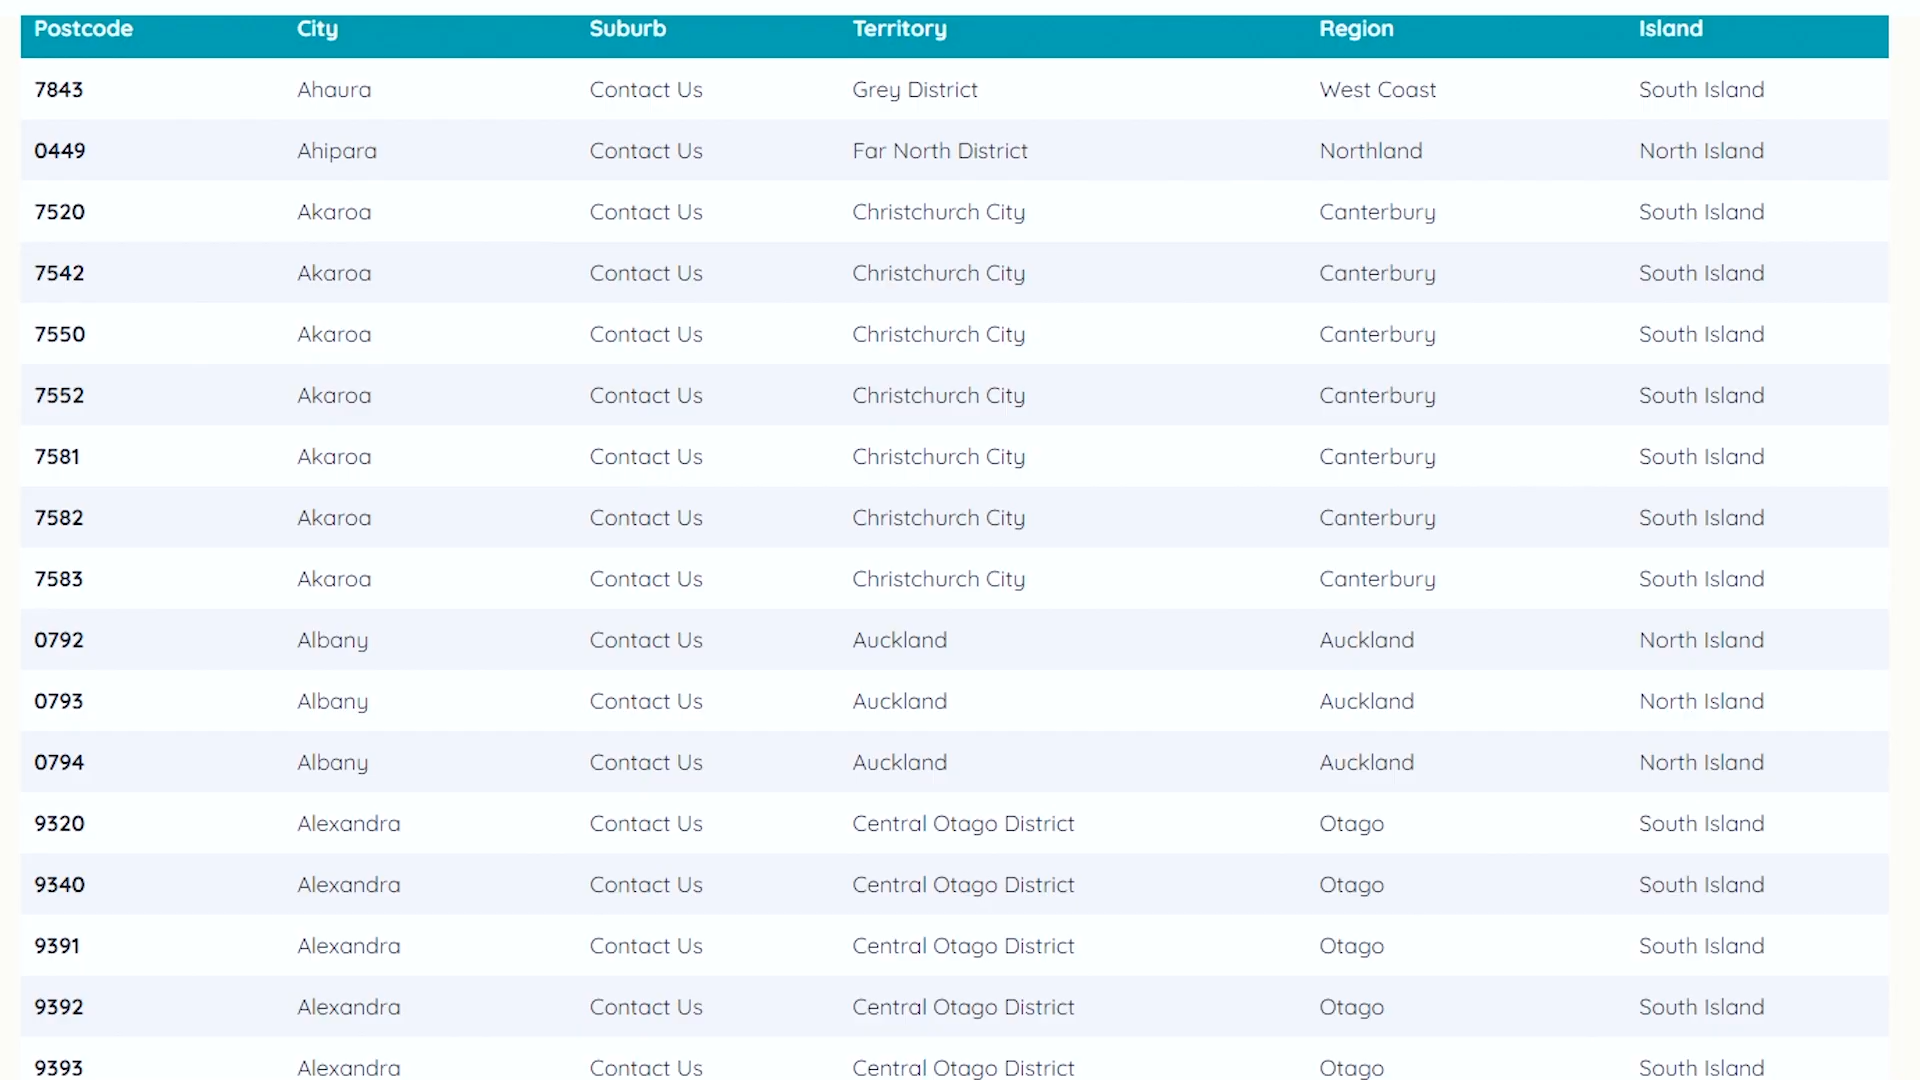 Postcode City Suburb Territory Region Island
7843 Ahaura Contact Us Grey District West Coast South Island
0449 Ahipara Contact Us Far North District Northland North Island
7520 Akaroa Contact Us Christchurch City Canterbury South Island
7542 Akaroa Contact Us Christchurch City Canterbury South Island
7550 Akaroa Contact Us Christchurch City Canterbury South Island
7552 Akaroa Contact Us Christchurch City Canterbury South Island
7581 Akaroa Contact Us Christchurch City Canterbury South Island
7582 Akaroa Contact Us Christchurch City Canterbury South Island
7583 Akaroa Contact Us Christchurch City Canterbury South Island
0792 Albany Contact Us Auckland Auckland North Island
0793 Albany Contact Us Auckland Auckland North Island
0794 Albany Contact Us Auckland Auckland North Island
9320 Alexandra Contact Us Central Otago District Otago South Island
9340 Alexandra Contact Us Central Otago District Otago South Island
9391 Alexandra Contact Us Central Otago District Otago South Island
9392 Alexandra Contact Us Central Otago District Otago South Island
9393 Alexandra Contact Us Central Otago District Otago South Island